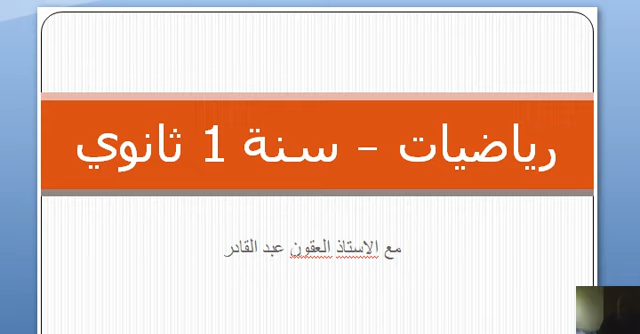 رياضيات – سنة 1 ثانوي
مع الاستاذ العقون عبد القادر